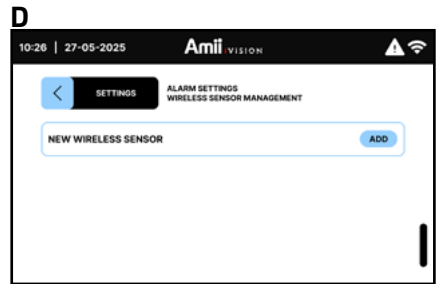 D
10:26 | 27-05-2025 Amii.VISION
SETTINGS
ALARM SETTINGS
WIRELESS SENSOR MANAGEMENT
NEW WIRELESS SENSOR ADD